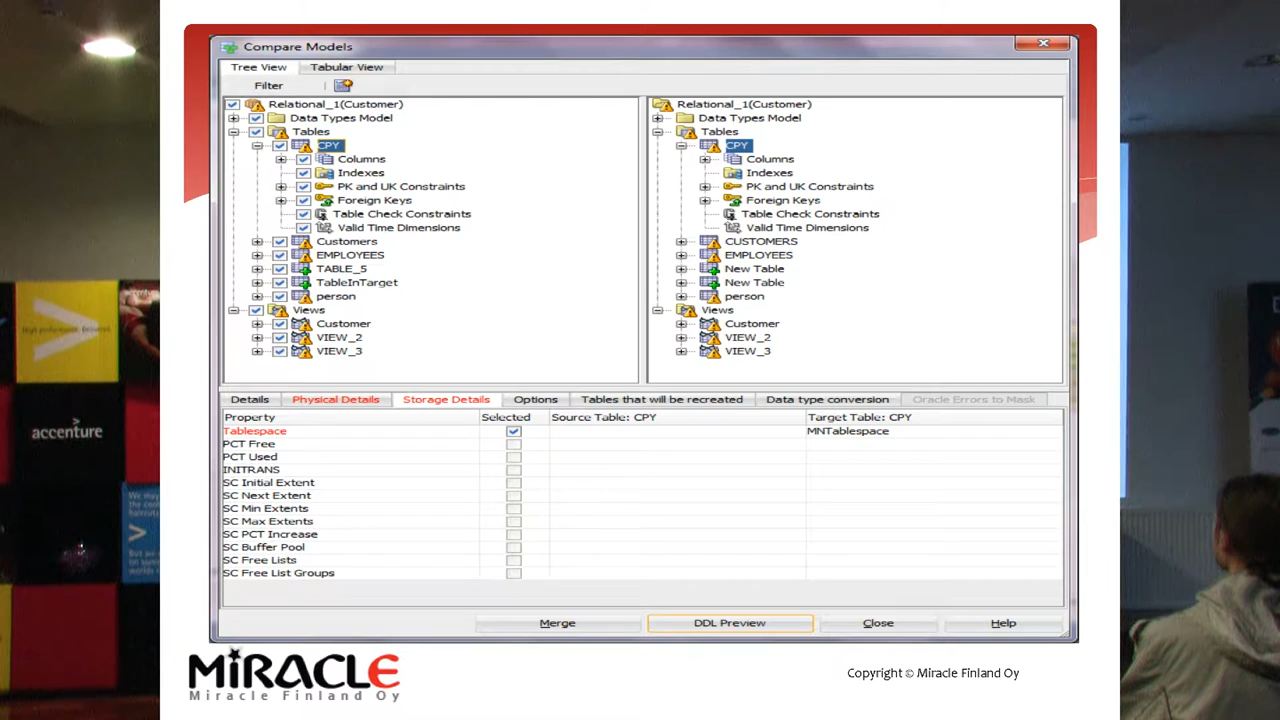 Compare Models
Tree View Tabular View
Filter
Relational_1(Customer)
Data Types Model
Tables
CPY
Columns
Indexes
PK and UK Constraints
Foreign Keys
Table Check Constraints
Valid Time Dimensions
Customers
EMPLOYEES
TABLE_5
TableInTarget
person
Views
Customer
VIEW_2
VIEW_3
Relational_1(Customer)
Data Types Model
Tables
CPY
Columns
Indexes
PK and UK Constraints
Foreign Keys
Table Check Constraints
Valid Time Dimensions
CUSTOMERS
EMPLOYEES
New Table
New Table
person
Views
Customer
VIEW_2
VIEW_3
Details Physical Details Storage Details Options Tables that will be recreated Data type conversion Oracle Errors to Mask
Property Selected Source Table: CPY Target Table: CPY
Tablespace MNTablespace
PCT Free
PCT Used
INITRANS
SC Initial Extent
SC Next Extent
SC Min Extents
SC Max Extents
SC PCT Increase
SC Buffer Pool
SC Free Lists
SC Free List Groups
Merge DDL Preview Close Help
MIRACLE
Miracle Finland Oy
Copyright © Miracle Finland Oy
High performance. Delivered.
accenture
accenture